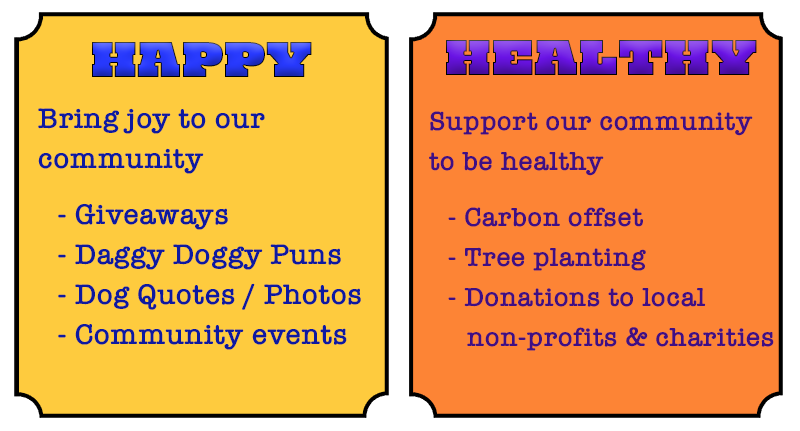 HAPPY
Bring joy to our
community
- Giveaways
- Daggy Doggy Puns
- Dog Quotes / Photos
- Community events
HEALTHY
Support our community
to be healthy
- Carbon offset
- Tree planting
- Donations to local
non-profits & charities